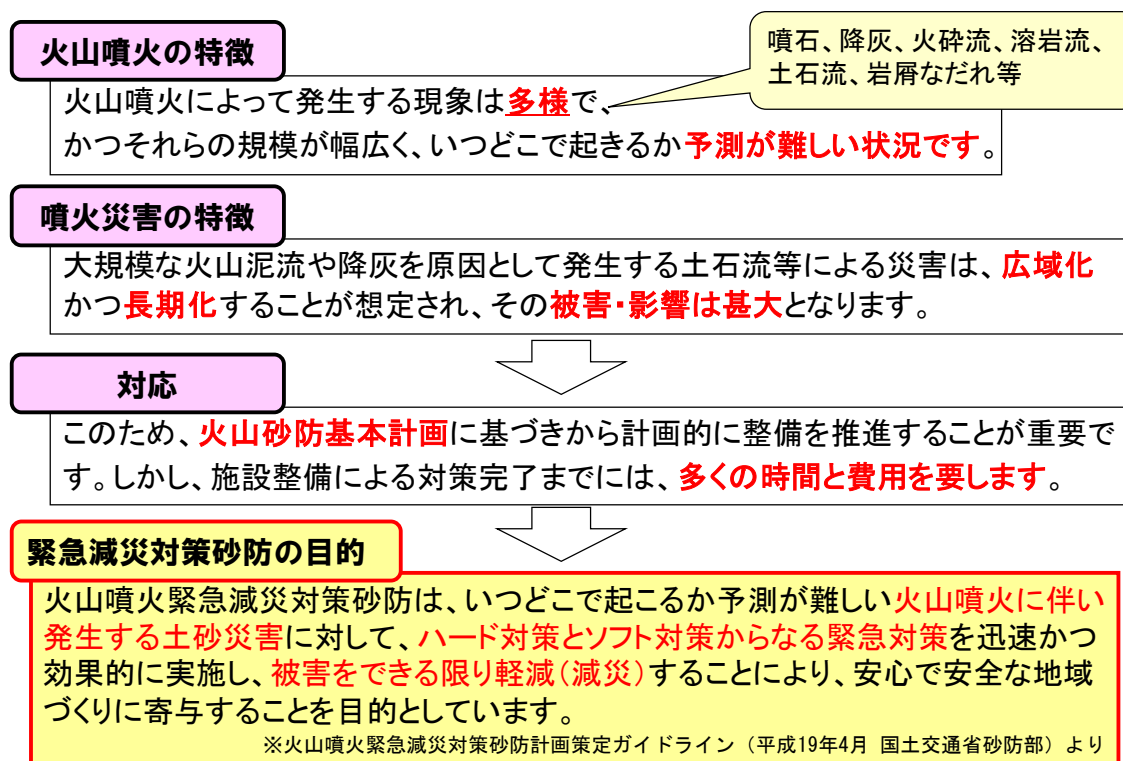 火山噴火の特徴
噴石、降灰、火砕流、溶岩流、
土石流、岩屑なだれ等
火山噴火によって発生する現象は多様で、
かつそれらの規模が幅広く、いつどこで起きるか予測が難しい状況です。
噴火災害の特徴
大規模な火山泥流や降灰を原因として発生する土石流等による災害は、広域化
かつ長期化することが想定され、その被害・影響は甚大となります。
対応
このため、火山砂防基本計画に基づきから計画的に整備を推進することが重要で
す。しかし、施設整備による対策完了までには、多くの時間と費用を要します。
緊急減災対策砂防の目的
火山噴火緊急減災対策砂防は、いつどこで起こるか予測が難しい火山噴火に伴い
発生する土砂災害に対して、ハード対策とソフト対策からなる緊急対策を迅速かつ
効果的に実施し、被害をできる限り軽減(減災)することにより、安心で安全な地域
づくりに寄与することを目的としています。
※火山噴火緊急減災対策砂防計画策定ガイドライン（平成19年4月 国土交通省砂防部）より